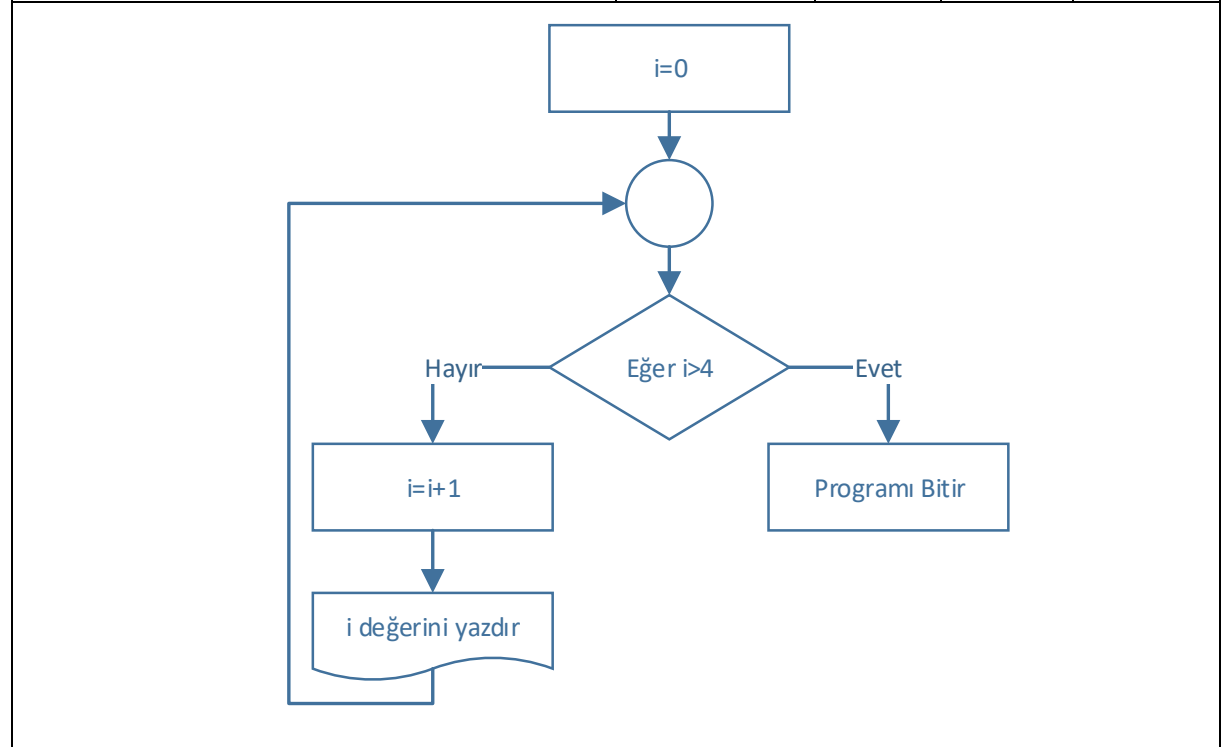 i=0
Eğer i>4
Hayır
Evet
i=i+1
Programı Bitir
i değerini yazdır